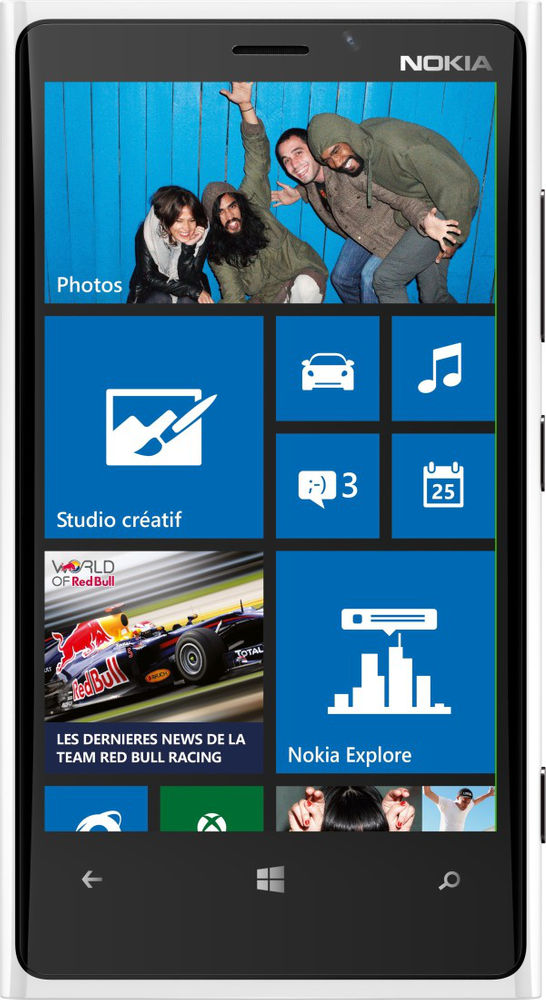 NOKIA
Photos
Studio créatif
;-) 3
25
WORLD
OF Red Bull
Red Bull
TOTAL
LES DERNIERES NEWS DE LA
TEAM RED BULL RACING
Nokia Explore